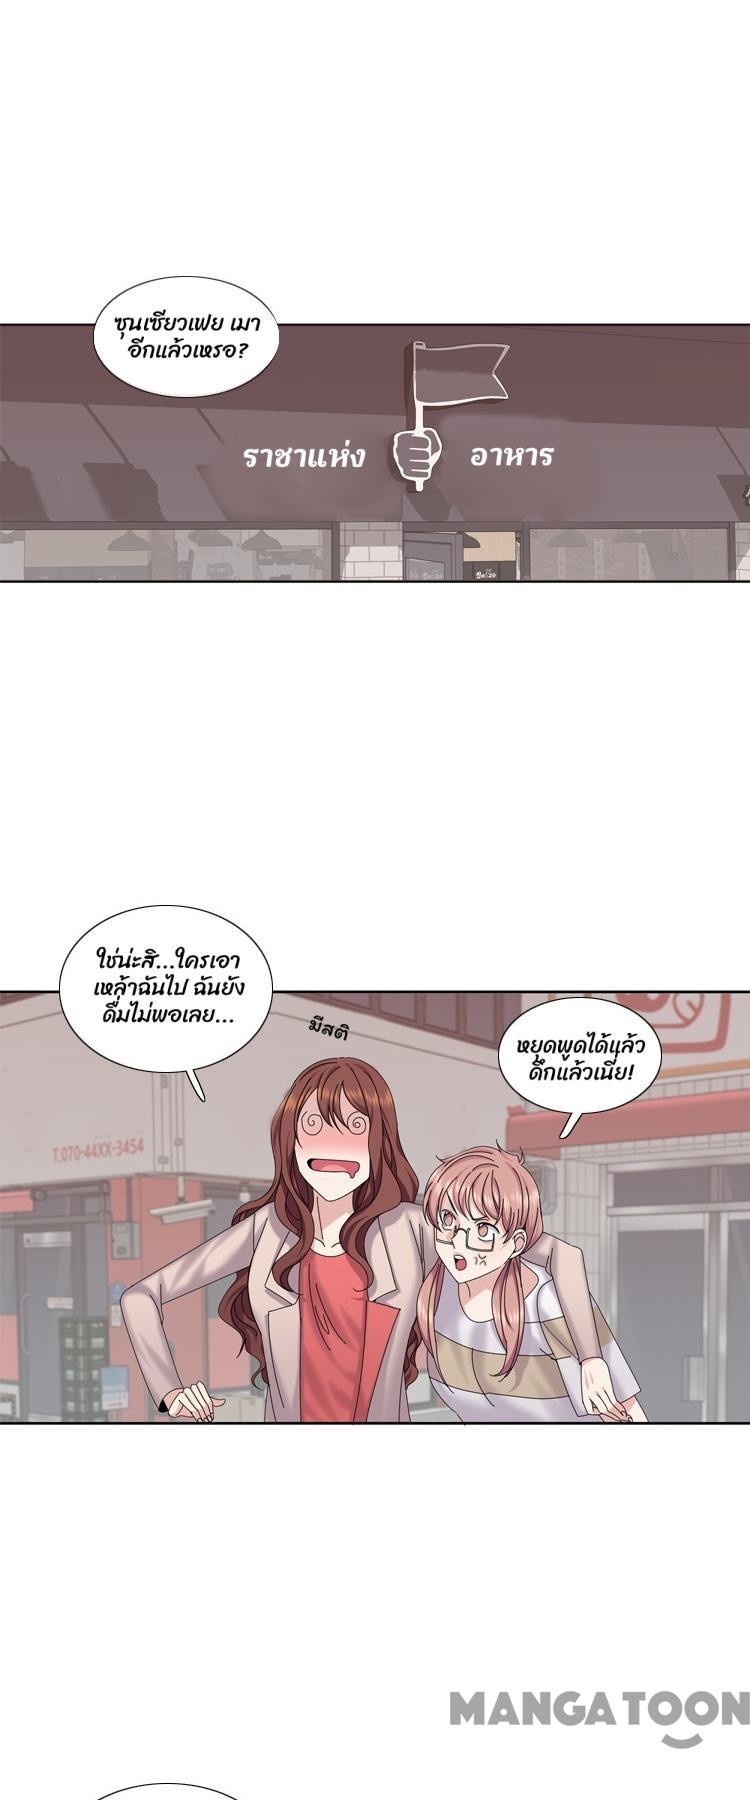 ซุนเซียวเฟย เมา
อีกแล้วเหรอ?
ราชาแห่ง อาหาร
ใช่น่ะสิ...ใครเอา
เหล้าฉันไป ฉันยัง
ดื่มไม่พอเลย...
มีสติ
หยุดพูดได้แล้ว
ดึกแล้วเนี่ย!
T.070-44XX-3454
MANGATOON